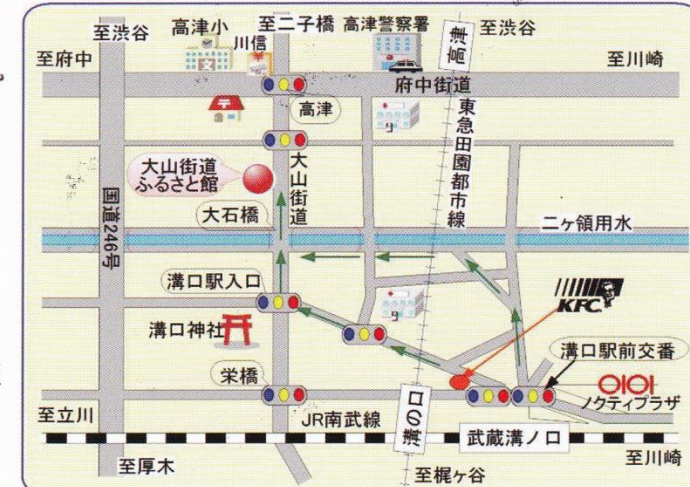 至渋谷
高津小
川信
至二子橋
高津警察署
高津
至渋谷
至府中
至川崎
府中街道
高津
東急田園都市線
大山街道
ふるさと館
大山街道
国道246号
大石橋
二ヶ領用水
溝口駅入口
KFC
溝口神社
溝口駅前交番
栄橋
OIOI
ノクティプラザ
至立川
JR南武線
溝の口
武蔵溝ノ口
至川崎
至厚木
至梶ヶ谷